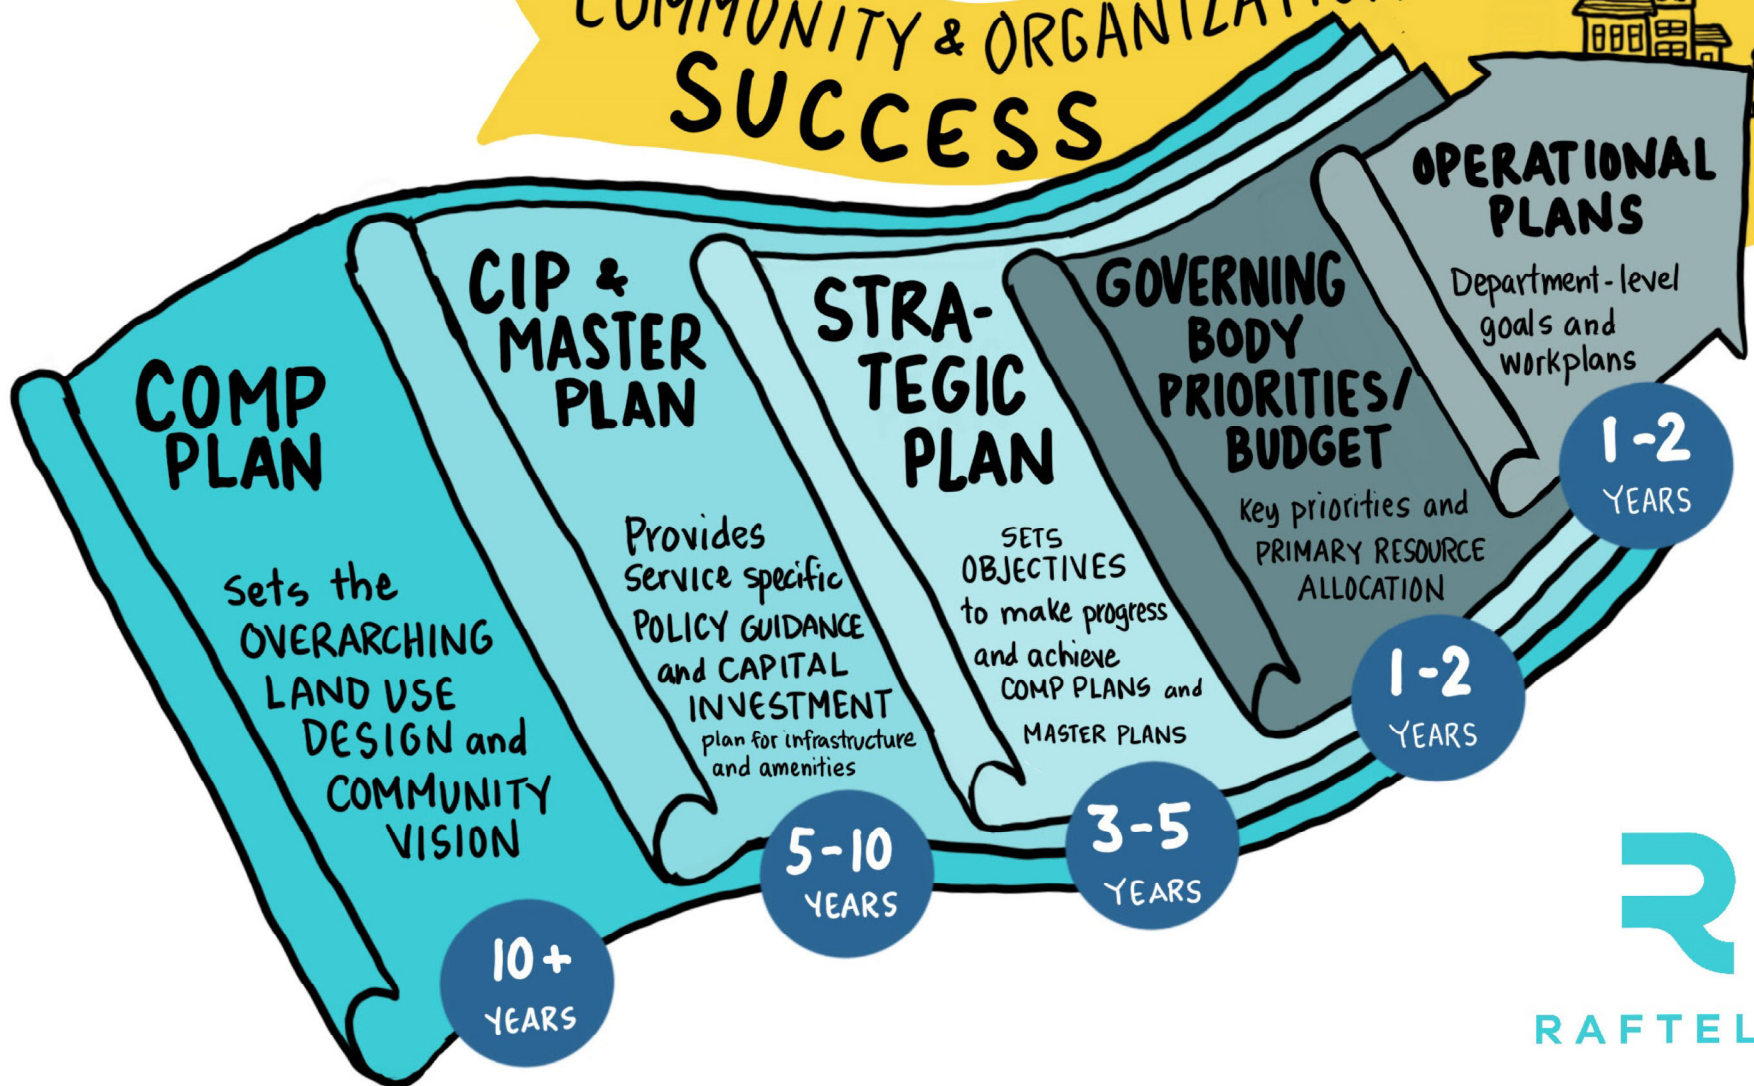 COMMUNITY & ORGANIZATION
SUCCESS
COMP
PLAN
Sets the
OVERARCHING
LAND USE
DESIGN and
COMMUNITY
VISION
10+
YEARS
CIP &
MASTER
PLAN
Provides
Service specific
POLICY GUIDANCE
and CAPITAL
INVESTMENT
plan for infrastructure
and amenities
5-10
YEARS
STRA-
TEGIC
PLAN
SETS
OBJECTIVES
to make progress
and achieve
COMP PLANS and
MASTER PLANS
3-5
YEARS
GOVERNING
BODY
PRIORITIES/
BUDGET
Key priorities and
PRIMARY RESOURCE
ALLOCATION
1-2
YEARS
OPERATIONAL
PLANS
Department-level
goals and
workplans
1-2
YEARS
RAFTEL